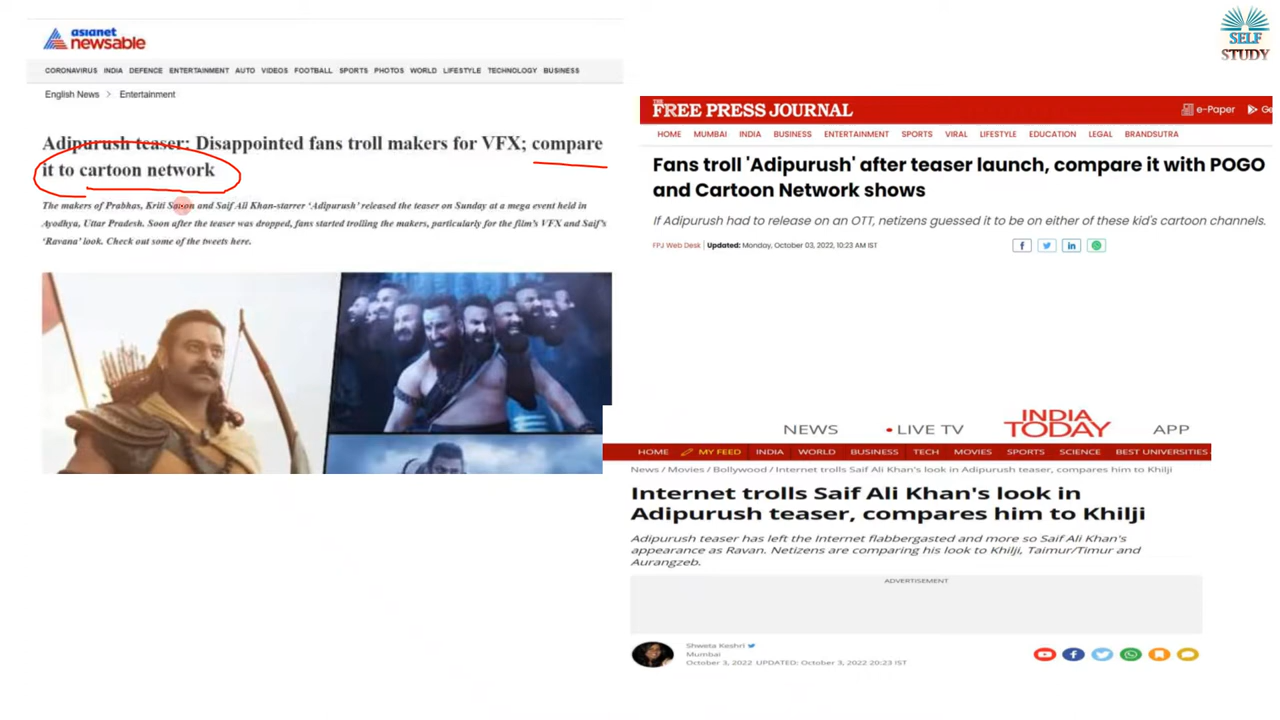 asianet
newsable
CORONAVIRUS INDIA DEFENCE ENTERTAINMENT AUTO VIDEOS FOOTBALL SPORTS PHOTOS WORLD LIFESTYLE TECHNOLOGY BUSINESS
English News > Entertainment
Adipurush teaser: Disappointed fans troll makers for VFX; compare
it to cartoon network
The makers of Prabhas, Kriti Sanon and Saif Ali Khan-starrer 'Adipurush' released the teaser on Sunday at a mega event held in
Ayodhya, Uttar Pradesh. Soon after the teaser was dropped, fans started trolling the makers, particularly for the film's VFX and Saif's
'Ravana' look. Check out some of the tweets here.
SELF
STUDY
THE
FREE PRESS JOURNAL
e-Paper Ge
HOME MUMBAI INDIA BUSINESS ENTERTAINMENT SPORTS VIRAL LIFESTYLE EDUCATION LEGAL BRANDSUTRA
Fans troll 'Adipurush' after teaser launch, compare it with POGO
and Cartoon Network shows
If Adipurush had to release on an OTT, netizens guessed it to be on either of these kid's cartoon channels.
FPJ Web Desk | Updated: Monday, October 03, 2022, 10:23 AM IST
NEWS • LIVE TV INDIA TODAY APP
HOME MY FEED INDIA WORLD BUSINESS TECH MOVIES SPORTS SCIENCE BEST UNIVERSITIES
News / Movies / Bollywood / Internet trolls Saif Ali Khan's look in Adipurush teaser, compares him to Khilji
Internet trolls Saif Ali Khan's look in
Adipurush teaser, compares him to Khilji
Adipurush teaser has left the Internet flabbergasted and more so Saif Ali Khan's
appearance as Ravan. Netizens are comparing his look to Khilji, Taimur/Timur and
Aurangzeb.
ADVERTISEMENT
Shweta Keshri
Mumbai
October 3, 2022 UPDATED: October 3, 2022 20:23 IST